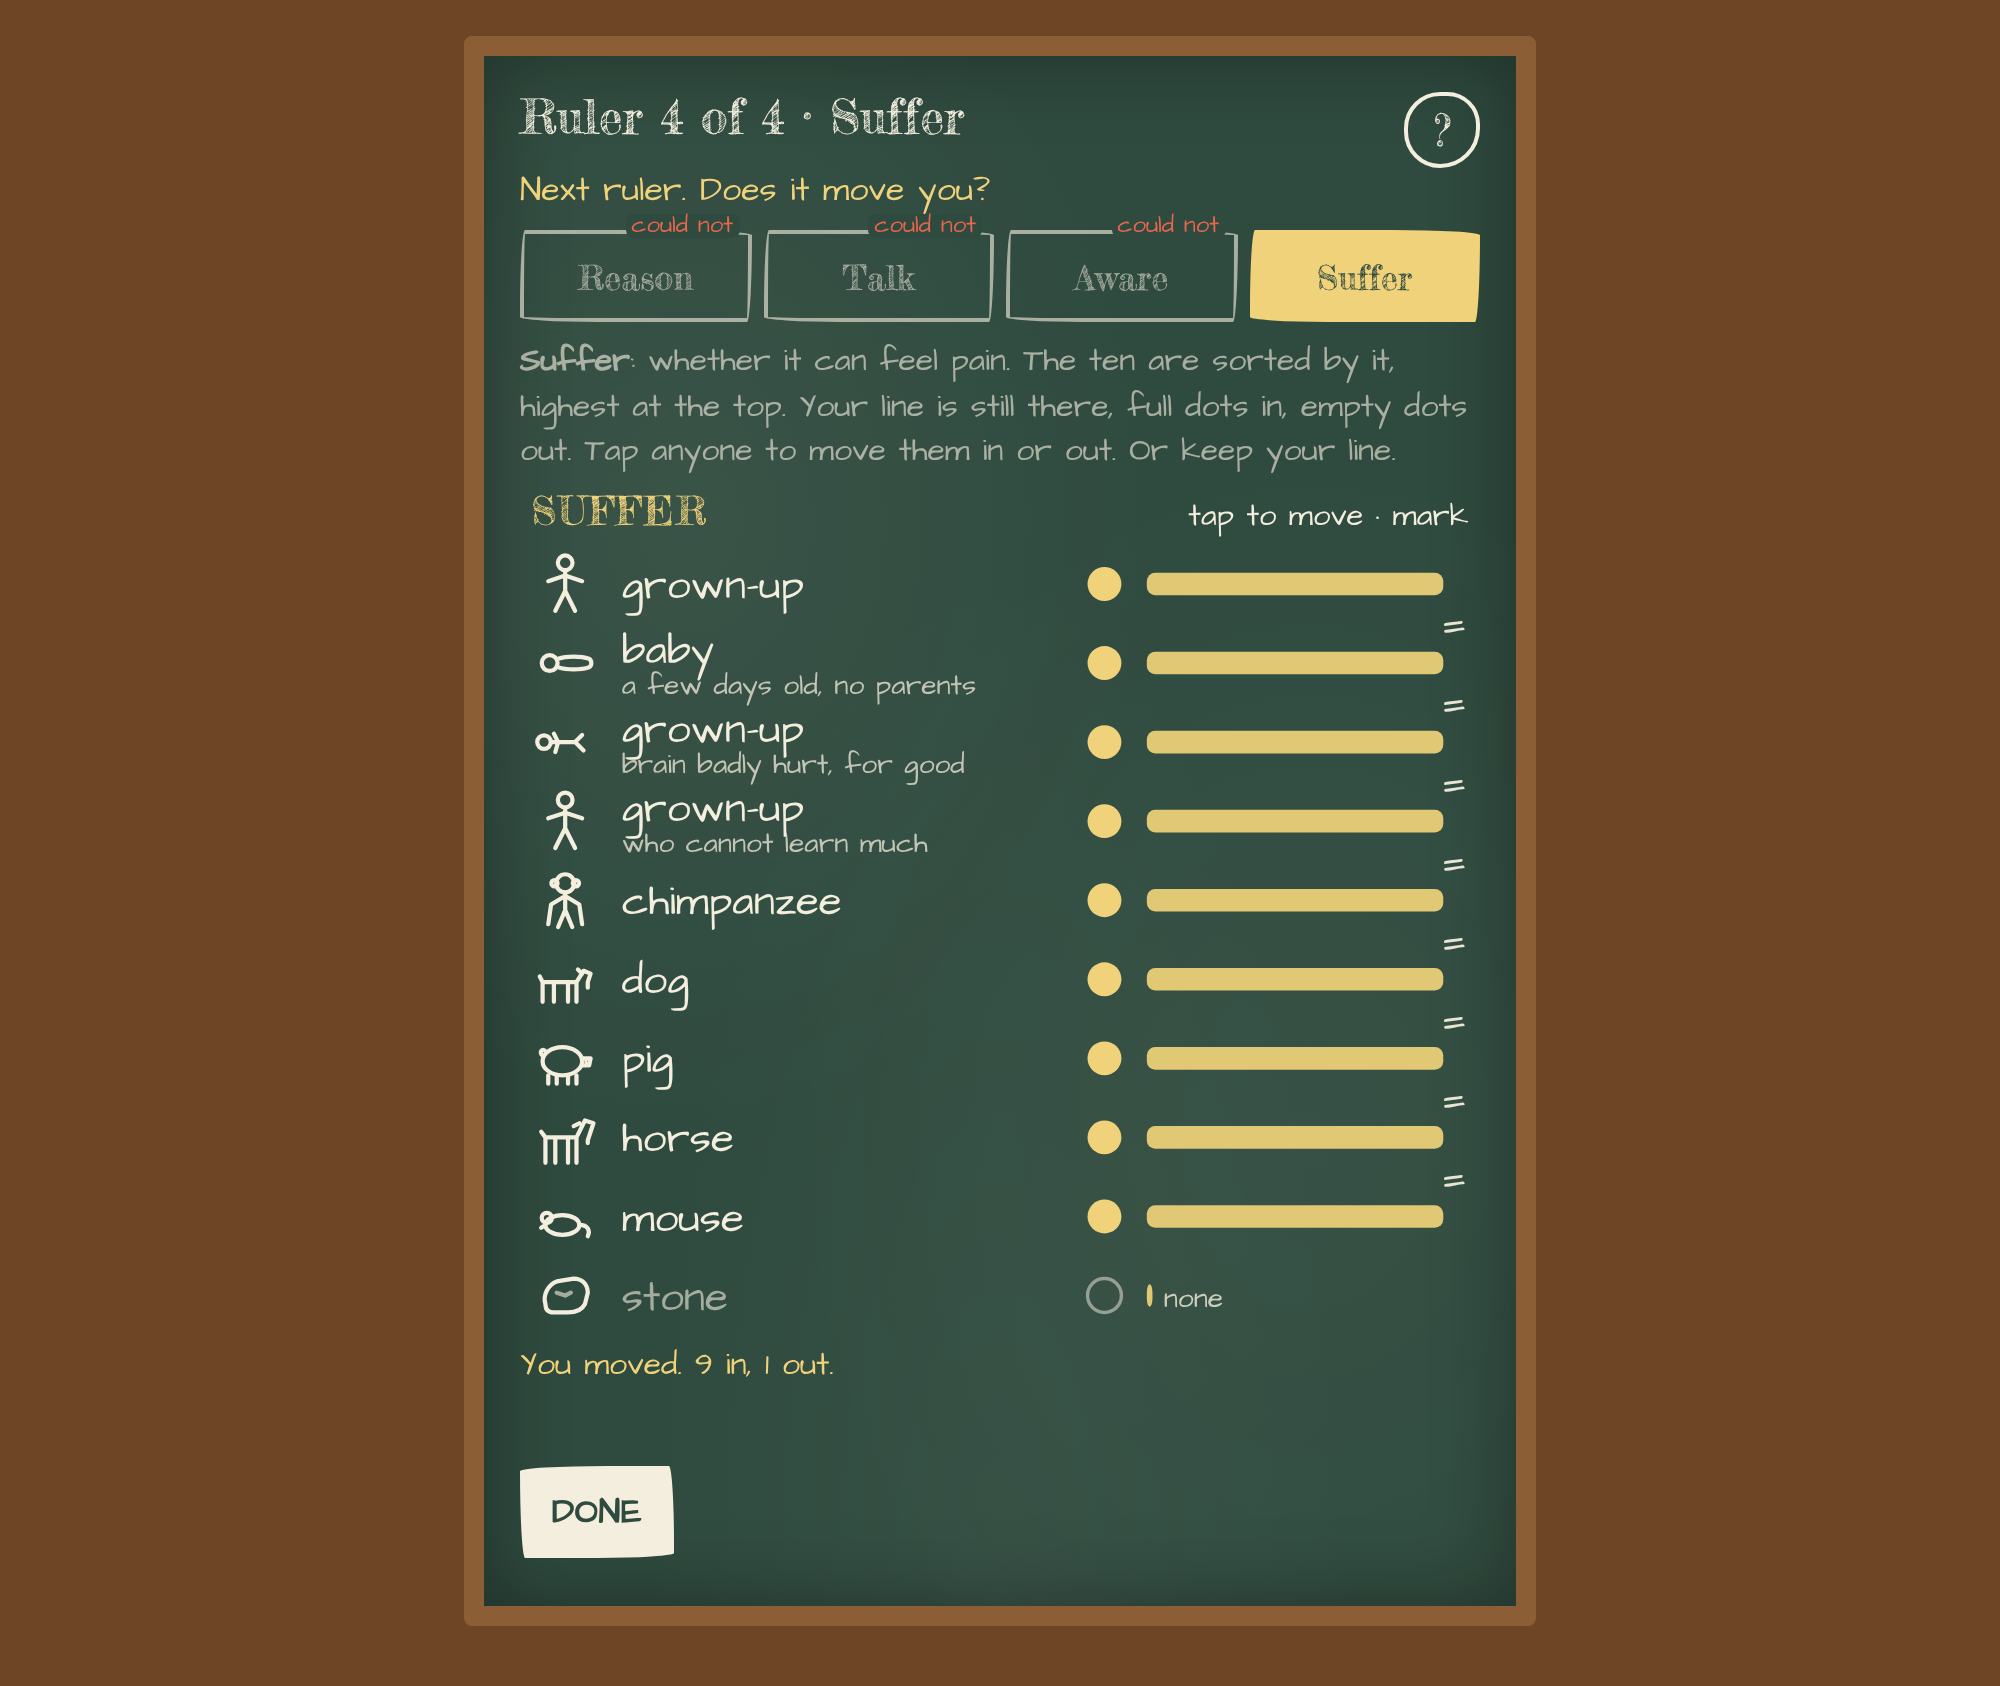 Ruler 4 of 4 · Suffer
?
Next ruler. Does it move you?
could not
could not
could not
Reason
Talk
Aware
Suffer
Suffer: whether it can feel pain. The ten are sorted by it,
highest at the top. Your line is still there, full dots in, empty dots
out. Tap anyone to move them in or out. Or keep your line.
SUFFER
tap to move · mark
grown-up
=
baby
a few days old, no parents
=
grown-up
brain badly hurt, for good
=
grown-up
who cannot learn much
=
chimpanzee
=
dog
=
pig
=
horse
=
mouse
stone
none
You moved. 9 in, 1 out.
DONE